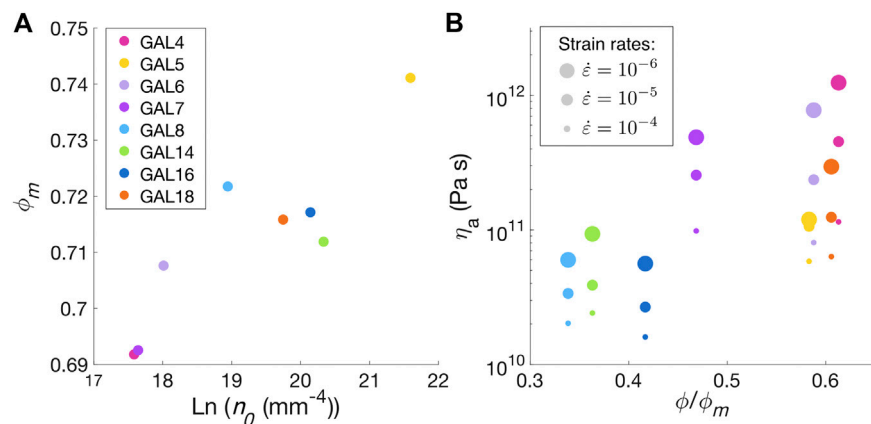 A
0.75
0.74
0.73
0.72
0.71
0.7
0.69
ϕm
GAL4
GAL5
GAL6
GAL7
GAL8
GAL14
GAL16
GAL18
17
18
19
20
21
22
Ln (n0 (mm⁻⁴))
B
Strain rates:
ε̇ = 10⁻⁶
ε̇ = 10⁻⁵
ε̇ = 10⁻⁴
10¹²
10¹¹
10¹⁰
ηa (Pa s)
0.3
0.4
0.5
0.6
ϕ/ϕm